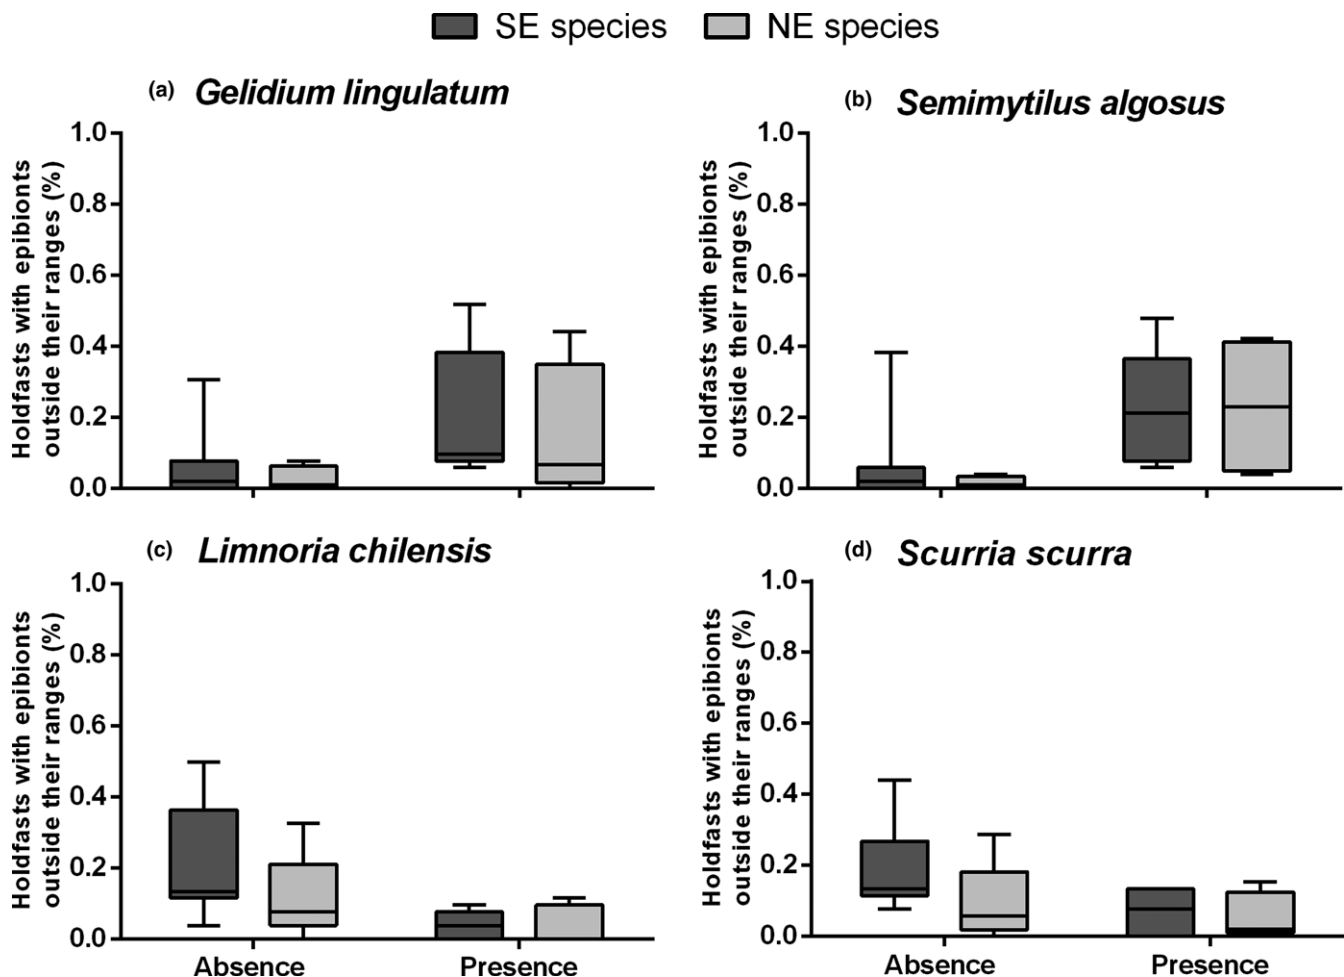 SE species NE species
(a) Gelidium lingulatum
(b) Semimytilus algosus
Holdfasts with epibionts
outside their ranges (%)
1.0
0.8
0.6
0.4
0.2
0.0
Holdfasts with epibionts
outside their ranges (%)
1.0
0.8
0.6
0.4
0.2
0.0
(c) Limnoria chilensis
(d) Scurria scurra
Holdfasts with epibionts
outside their ranges (%)
1.0
0.8
0.6
0.4
0.2
0.0
Absence Presence
Holdfasts with epibionts
outside their ranges (%)
1.0
0.8
0.6
0.4
0.2
0.0
Absence Presence